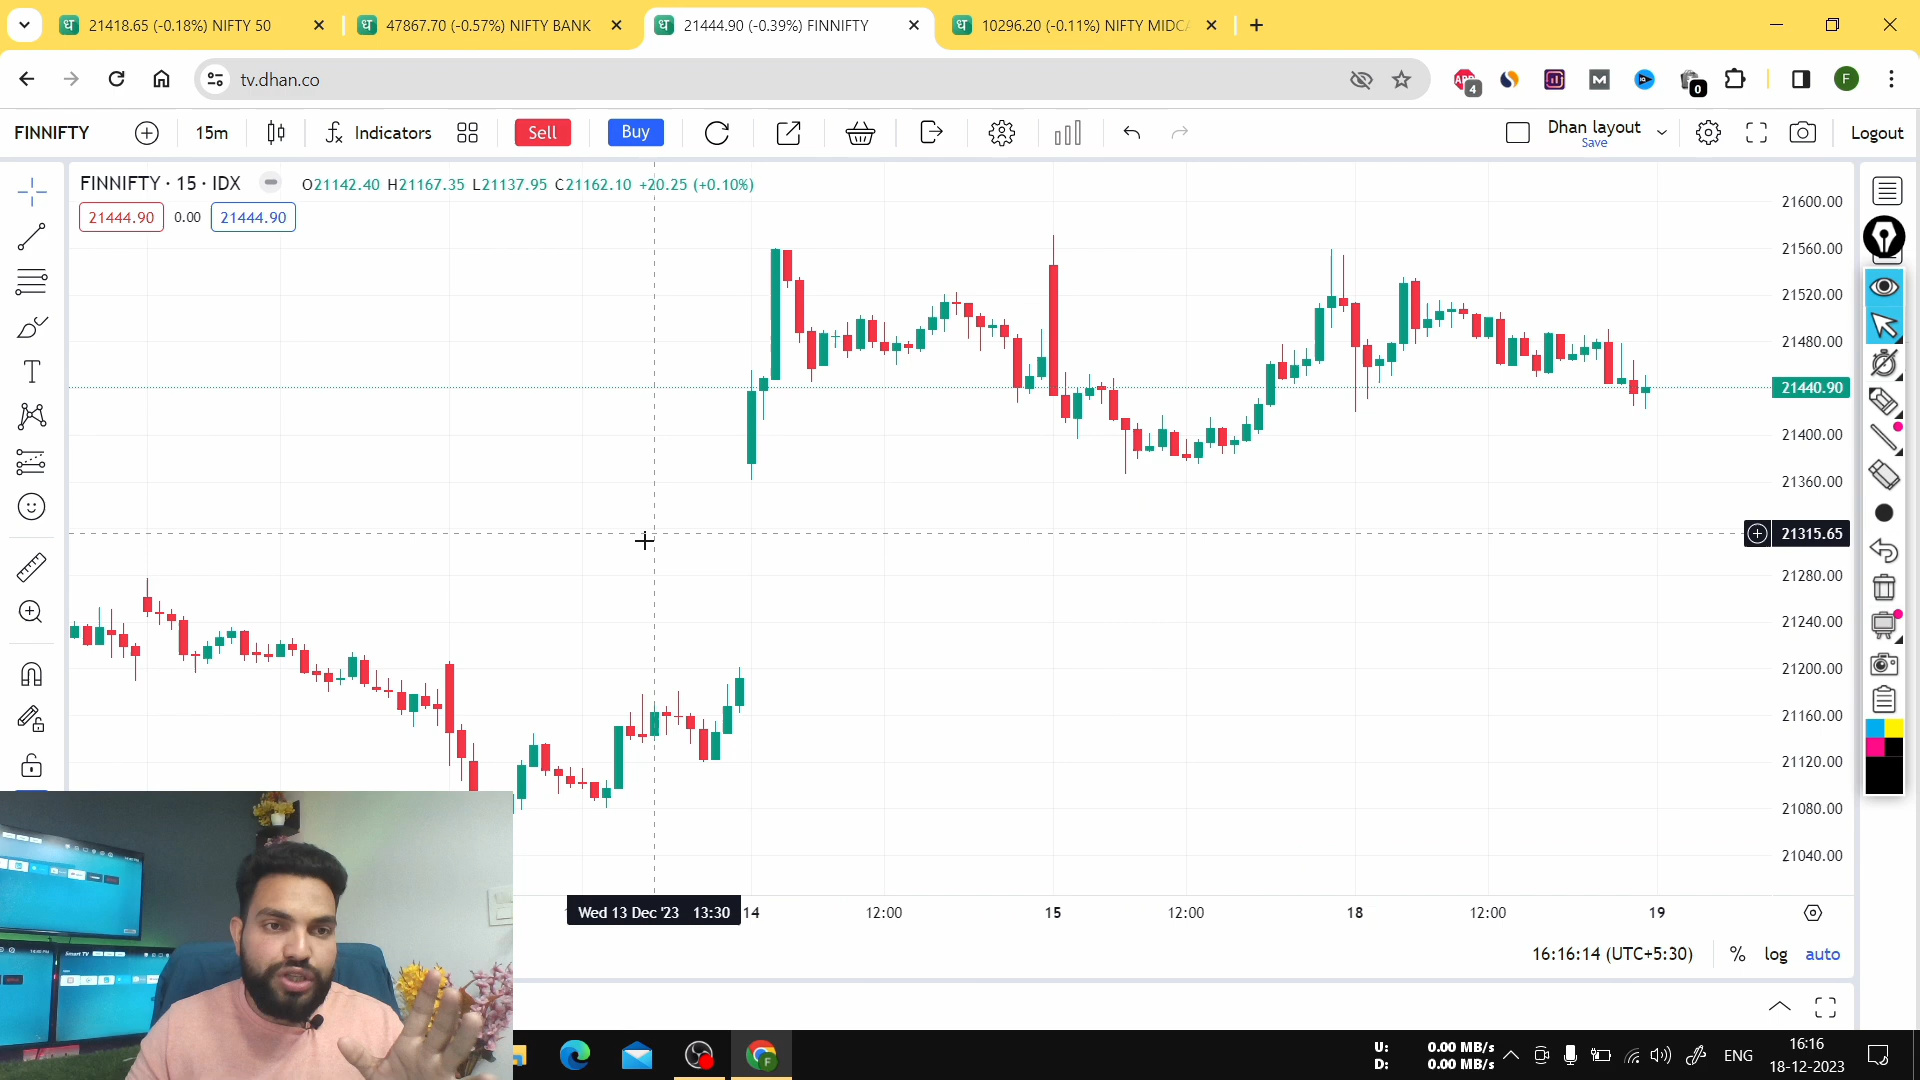 21418.65 (-0.18%) NIFTY 50
47867.70 (-0.57%) NIFTY BANK
21444.90 (-0.39%) FINNIFTY
10296.20 (-0.11%) NIFTY MIDCA
tv.dhan.co
4
0
F
FINNIFTY
15m
Indicators
Sell
Buy
Dhan layout
Save
Logout
FINNIFTY · 15 · IDX
O21142.40 H21167.35 L21137.95 C21162.10 +20.25 (+0.10%)
21444.90
0.00
21444.90
21600.00
21560.00
21520.00
21480.00
21440.90
21400.00
21360.00
21315.65
21280.00
21240.00
21200.00
21160.00
21120.00
21080.00
21040.00
Wed 13 Dec '23 13:30
14
12:00
15
12:00
18
12:00
19
16:16:14 (UTC+5:30)
%
log
auto
U: 0.00 MB/s
D: 0.00 MB/s
ENG
16:16
18-12-2023